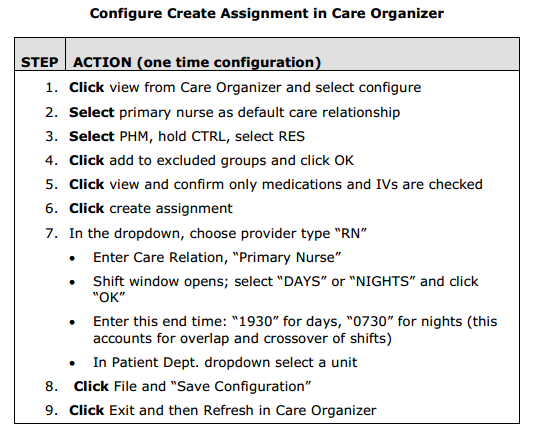 Configure Create Assignment in Care Organizer
STEP ACTION (one time configuration)
1. Click view from Care Organizer and select configure
2. Select primary nurse as default care relationship
3. Select PHM, hold CTRL, select RES
4. Click add to excluded groups and click OK
5. Click view and confirm only medications and IVs are checked
6. Click create assignment
7. In the dropdown, choose provider type “RN”
• Enter Care Relation, “Primary Nurse”
• Shift window opens; select “DAYS” or “NIGHTS” and click
“OK”
• Enter this end time: “1930” for days, “0730” for nights (this
accounts for overlap and crossover of shifts)
• In Patient Dept. dropdown select a unit
8. Click File and “Save Configuration”
9. Click Exit and then Refresh in Care Organizer